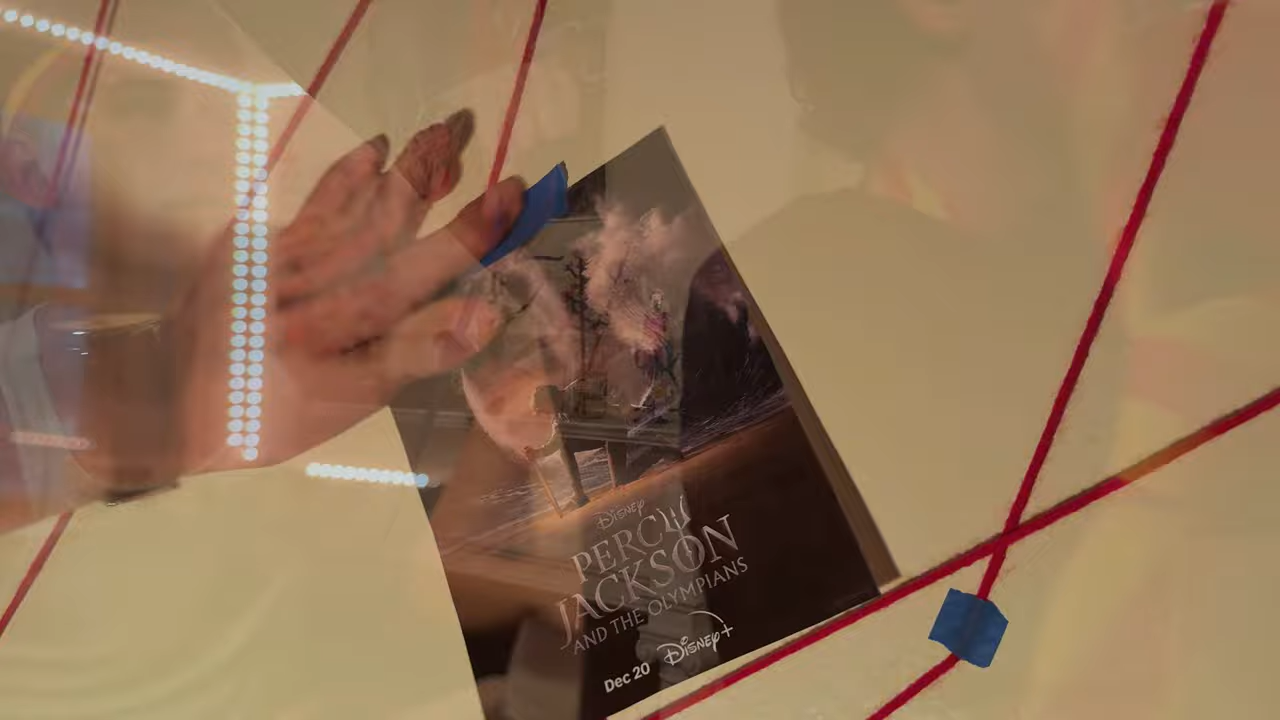 Disney
PERCY
JACKSON
AND THE OLYMPIANS
Dec 20 Disney+